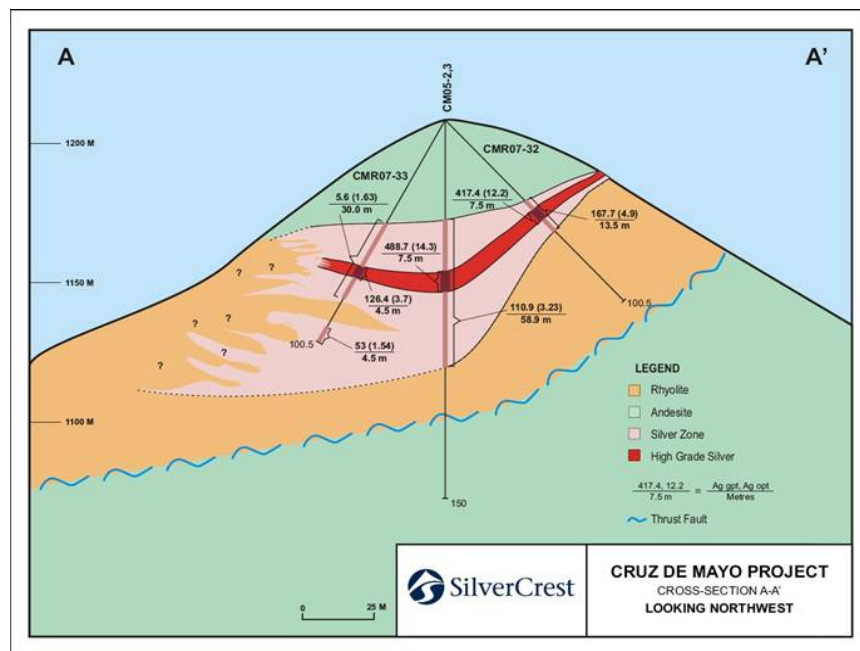 A
A'
CM05-2,3
1200 M
CMR07-32
CMR07-33
417.4 (12.2)
7.5 m
5.6 (1.63)
30.0 m
167.7 (4.9)
13.5 m
488.7 (14.3)
7.5 m
1150 M
?
?
?
?
?
?
126.4 (3.7)
4.5 m
110.9 (3.23)
58.9 m
100.5
100.5
53 (1.54)
4.5 m
1100 M
150
LEGEND
Rhyolite
Andesite
Silver Zone
High Grade Silver
417.4, 12.2 = Ag gpt, Ag opt
7.5 m Metres
Thrust Fault
0 25 M
SilverCrest
CRUZ DE MAYO PROJECT
CROSS-SECTION A-A'
LOOKING NORTHWEST